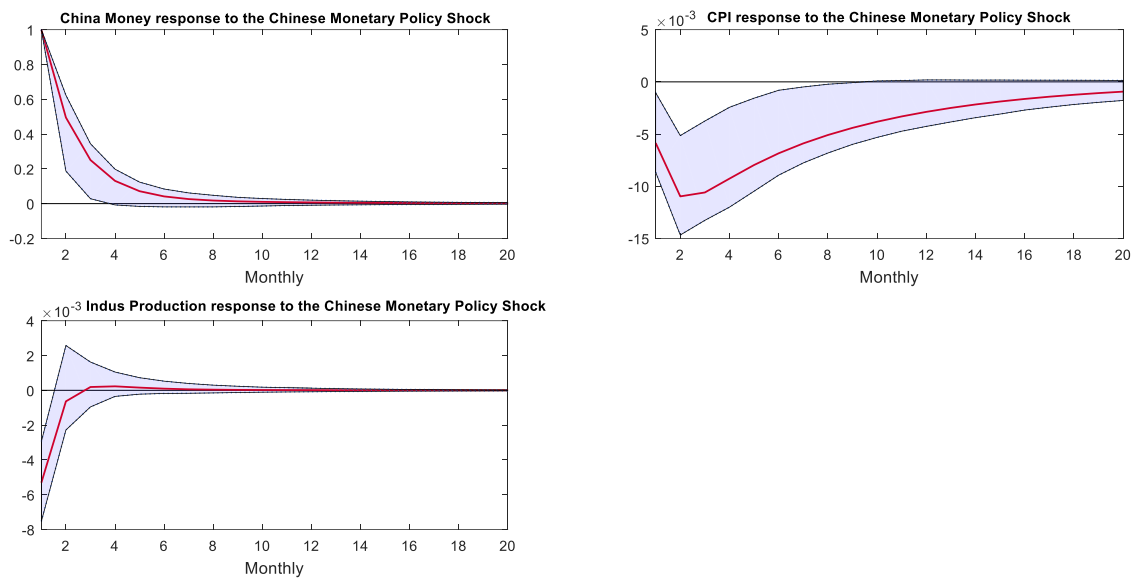 China Money response to the Chinese Monetary Policy Shock
1
0.8
0.6
0.4
0.2
0
-0.2
2 4 6 8 10 12 14 16 18 20
Monthly
CPI response to the Chinese Monetary Policy Shock
×10-3
5
0
-5
-10
-15
2 4 6 8 10 12 14 16 18 20
Monthly
Indus Production response to the Chinese Monetary Policy Shock
×10-3
4
2
0
-2
-4
-6
-8
2 4 6 8 10 12 14 16 18 20
Monthly